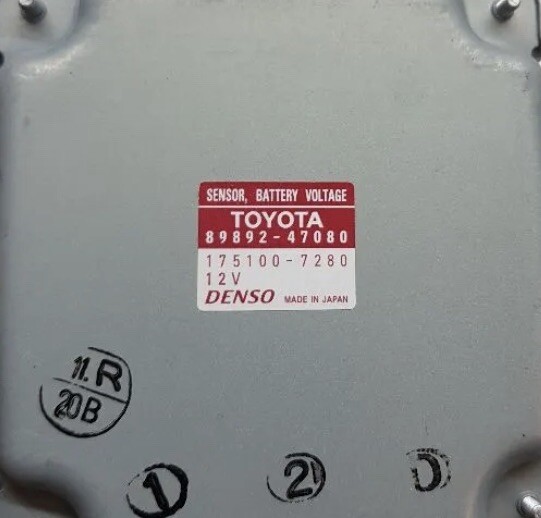 SENSOR, BATTERY VOLTAGE
TOYOTA
89892-47080
175100-7280
12V
DENSO MADE IN JAPAN
11.R
20B
1 2 D